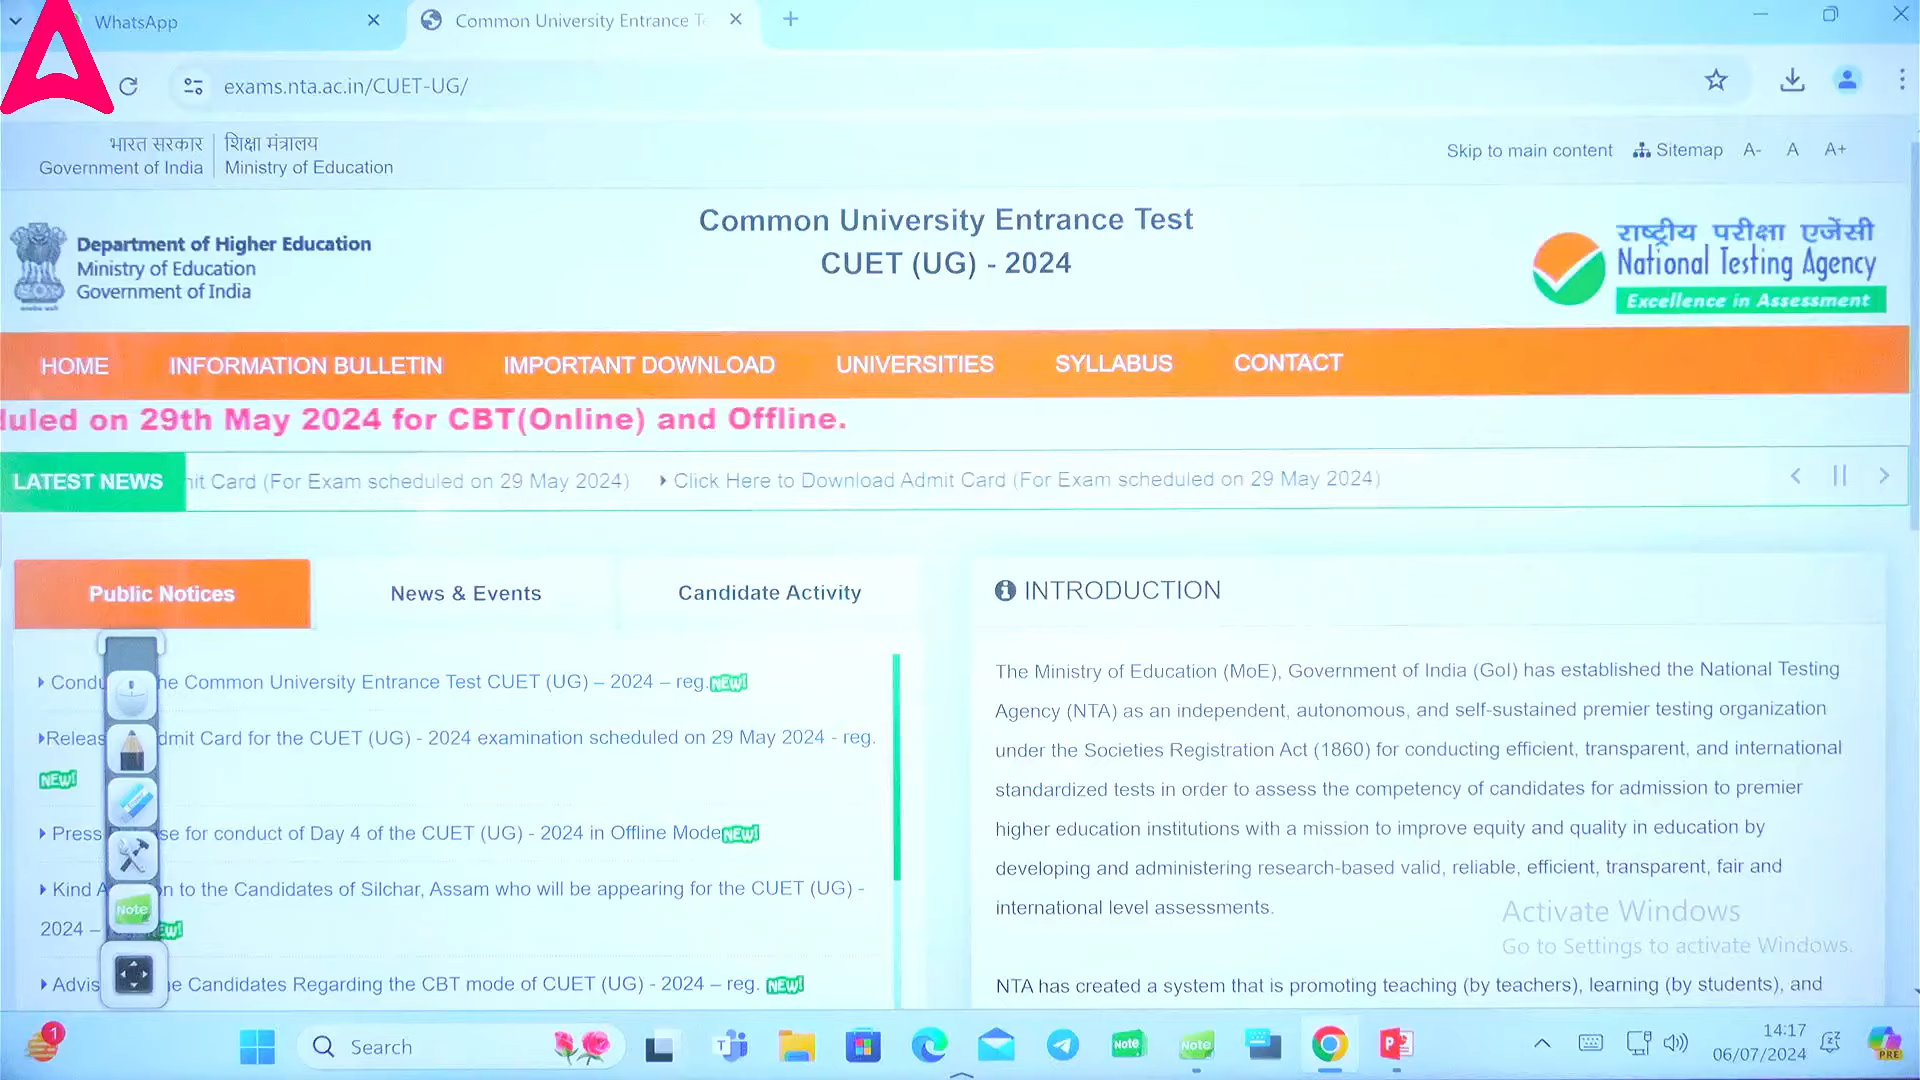 WhatsApp
Common University Entrance Te
exams.nta.ac.in/CUET-UG/
भारत सरकार
Government of India
शिक्षा मंत्रालय
Ministry of Education
Skip to main content
Sitemap
A- A A+
Department of Higher Education
Ministry of Education
Government of India
Common University Entrance Test
CUET (UG) - 2024
राष्ट्रीय परीक्षा एजेंसी
National Testing Agency
Excellence in Assessment
HOME INFORMATION BULLETIN IMPORTANT DOWNLOAD UNIVERSITIES SYLLABUS CONTACT
duled on 29th May 2024 for CBT(Online) and Offline.
LATEST NEWS
nit Card (For Exam scheduled on 29 May 2024) Click Here to Download Admit Card (For Exam scheduled on 29 May 2024)
Public Notices News & Events Candidate Activity
Condu he Common University Entrance Test CUET (UG) – 2024 – reg. NEW!
Releas dmit Card for the CUET (UG) - 2024 examination scheduled on 29 May 2024 - reg.
NEW!
Press se for conduct of Day 4 of the CUET (UG) - 2024 in Offline Mode NEW!
Kind A n to the Candidates of Silchar, Assam who will be appearing for the CUET (UG) -
2024 – EW!
Advis e Candidates Regarding the CBT mode of CUET (UG) - 2024 – reg. NEW!
Note
INTRODUCTION
The Ministry of Education (MoE), Government of India (GoI) has established the National Testing
Agency (NTA) as an independent, autonomous, and self-sustained premier testing organization
under the Societies Registration Act (1860) for conducting efficient, transparent, and international
standardized tests in order to assess the competency of candidates for admission to premier
higher education institutions with a mission to improve equity and quality in education by
developing and administering research-based valid, reliable, efficient, transparent, fair and
international level assessments.
NTA has created a system that is promoting teaching (by teachers), learning (by students), and
Activate Windows
Go to Settings to activate Windows.
1
Search
Note
Note
14:17
06/07/2024
PRE